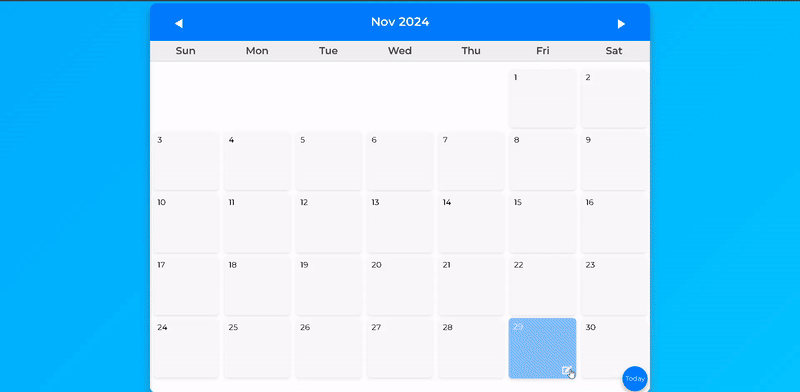 Nov 2024
Sun Mon Tue Wed Thu Fri Sat
1 2
3 4 5 6 7 8 9
10 11 12 13 14 15 16
17 18 19 20 21 22 23
24 25 26 27 28 29 30
Today